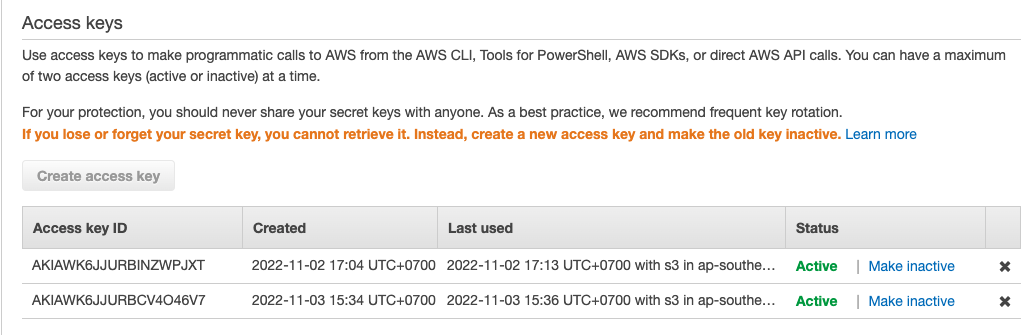 Access keys
Use access keys to make programmatic calls to AWS from the AWS CLI, Tools for PowerShell, AWS SDKs, or direct AWS API calls. You can have a maximum
of two access keys (active or inactive) at a time.
For your protection, you should never share your secret keys with anyone. As a best practice, we recommend frequent key rotation.
If you lose or forget your secret key, you cannot retrieve it. Instead, create a new access key and make the old key inactive. Learn more
Create access key
Access key ID Created Last used Status
AKIAWK6JJURBINZWPJXT 2022-11-02 17:04 UTC+0700 2022-11-02 17:13 UTC+0700 with s3 in ap-southe... Active | Make inactive
AKIAWK6JJURBCV4O46V7 2022-11-03 15:34 UTC+0700 2022-11-03 15:36 UTC+0700 with s3 in ap-southe... Active | Make inactive